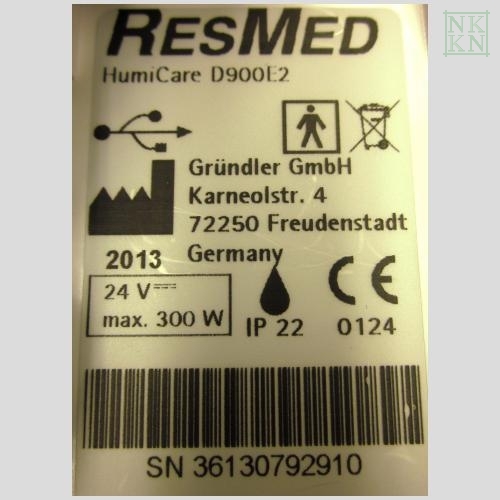 NK
KN
RESMED
HumiCare D900E2
Gründler GmbH
Karneolstr. 4
72250 Freudenstadt
Germany
2013
24 V
max. 300 W
IP 22
CE
0124
SN 36130792910